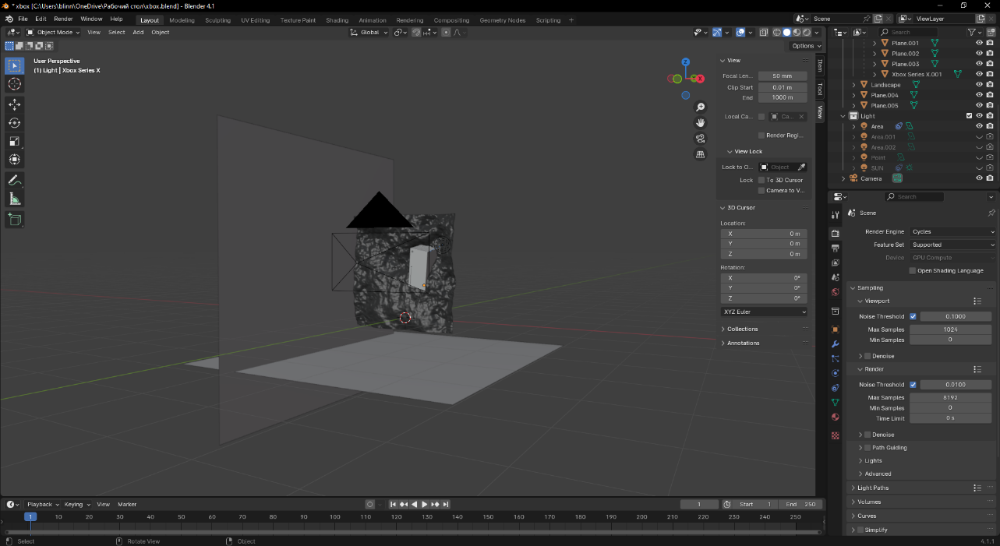 * xbox [C:\Users\blinn\OneDrive\Рабочий стол\xbox.blend] - Blender 4.1
File Edit Render Window Help Layout Modeling Sculpting UV Editing Texture Paint Shading Animation Rendering Compositing Geometry Nodes Scripting + Scene ViewLayer
Object Mode View Select Add Object Global Search
Options
User Perspective
(1) Light | Xbox Series X
Z
Y
X
View
Focal Len... 50 mm
Clip Start 0.01 m
End 1000 m
Local Ca... Ca...
Render Regi...
View Lock
Lock to O... Object
Lock To 3D Cursor
Camera to V...
3D Cursor
Location:
X 0 m
Y 0 m
Z 0 m
Rotation:
X 0°
Y 0°
Z 0°
XYZ Euler
Collections
Annotations
Item
Tool
View
Plane.001
Plane.002
Plane.003
Xbox Series X.001
Landscape
Plane.004
Plane.005
Light
Area
Area.001
Area.002
Point
SUN
Camera
Search
Scene
Render Engine Cycles
Feature Set Supported
Device GPU Compute
Open Shading Language
Sampling
Viewport
Noise Threshold 0.1000
Max Samples 1024
Min Samples 0
Denoise
Render
Noise Threshold 0.0100
Max Samples 8192
Min Samples 0
Time Limit 0 s
Denoise
Path Guiding
Lights
Advanced
Light Paths
Volumes
Curves
Simplify
Playback Keying View Marker 1 Start 1 End 250
1 10 20 30 40 50 60 70 80 90 100 110 120 130 140 150 160 170 180 190 200 210 220 230 240 250
Select Rotate View Object 4.1.1